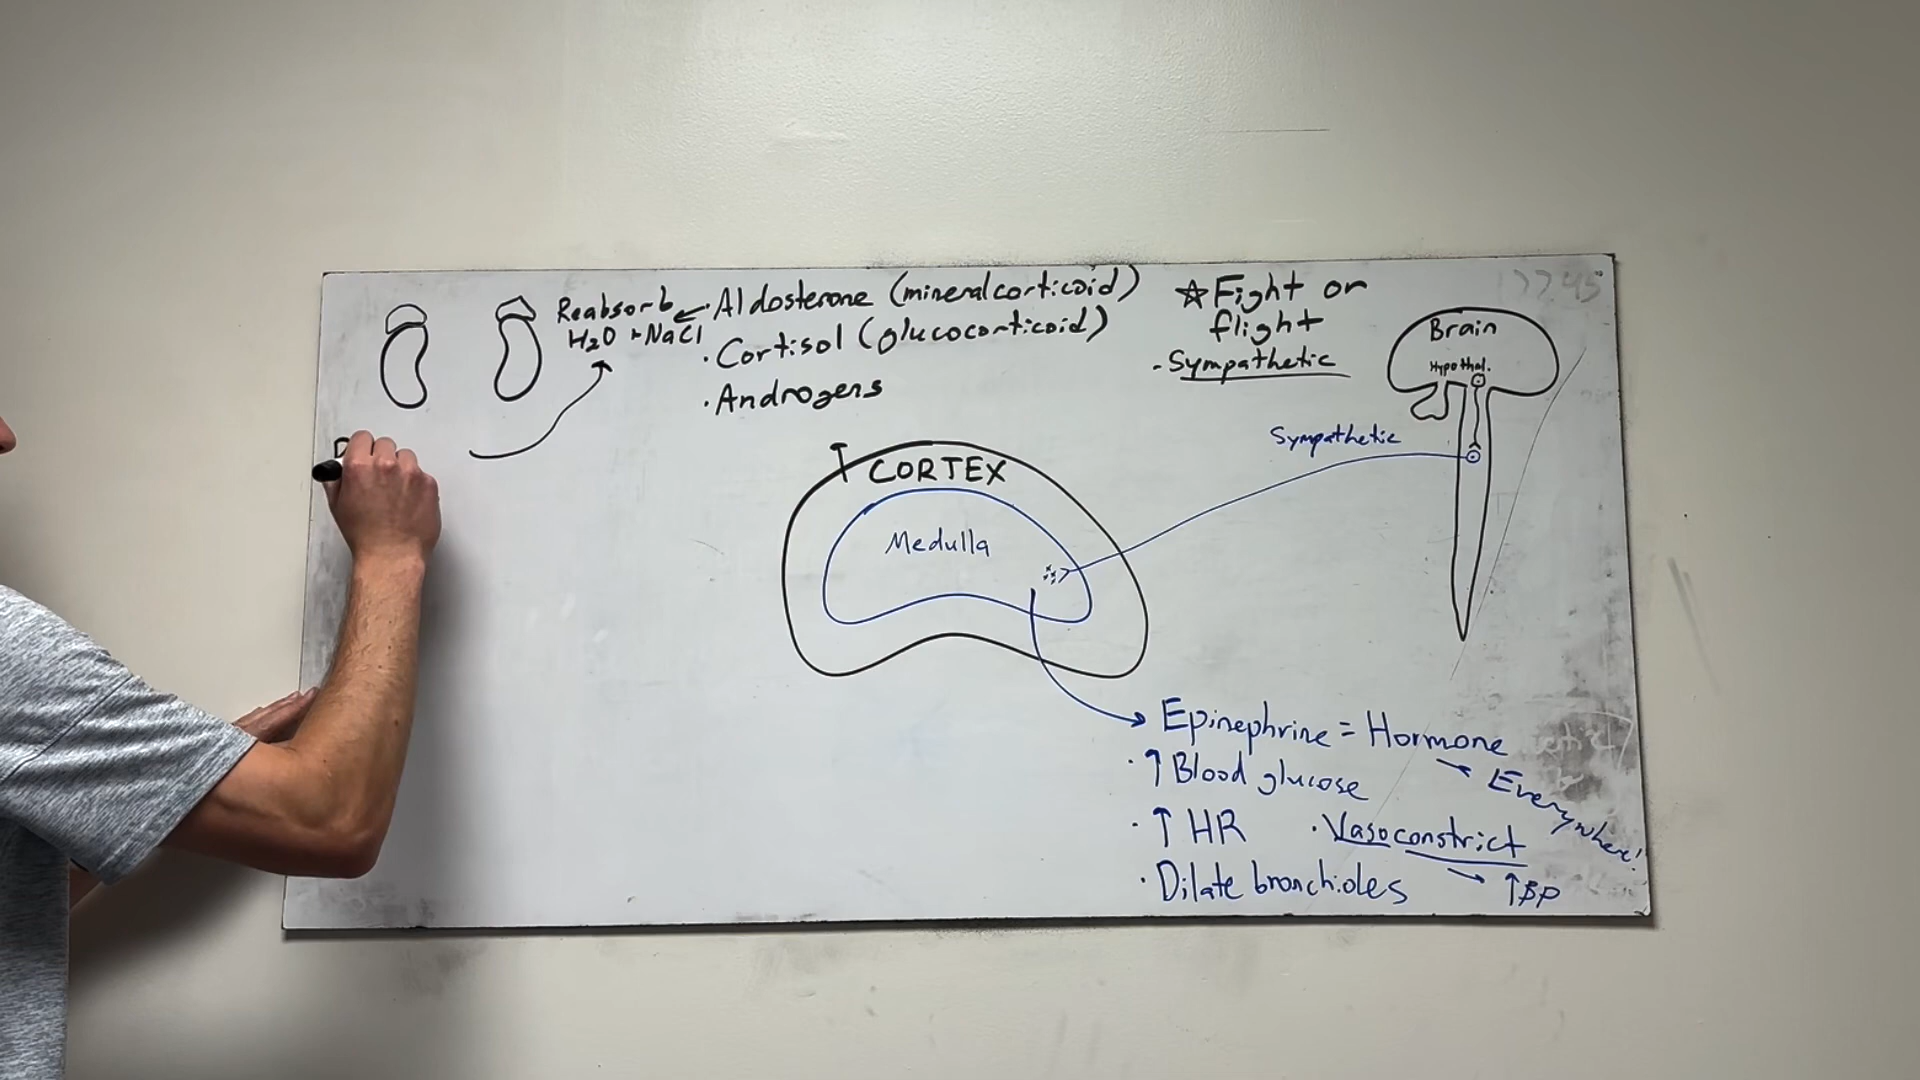 Reabsorb
H2O + NaCl
· Aldosterone (mineralcorticoid)
· Cortisol (glucocorticoid)
· Androgens
☆ Fight or
flight
- Sympathetic
Brain
Hypothal.
Sympathetic
CORTEX
Medulla
→ Epinephrine = Hormone
→ Everywhere!
· ↑ Blood glucose
· ↑ HR
· Vasoconstrict
→ ↑BP
· Dilate bronchioles